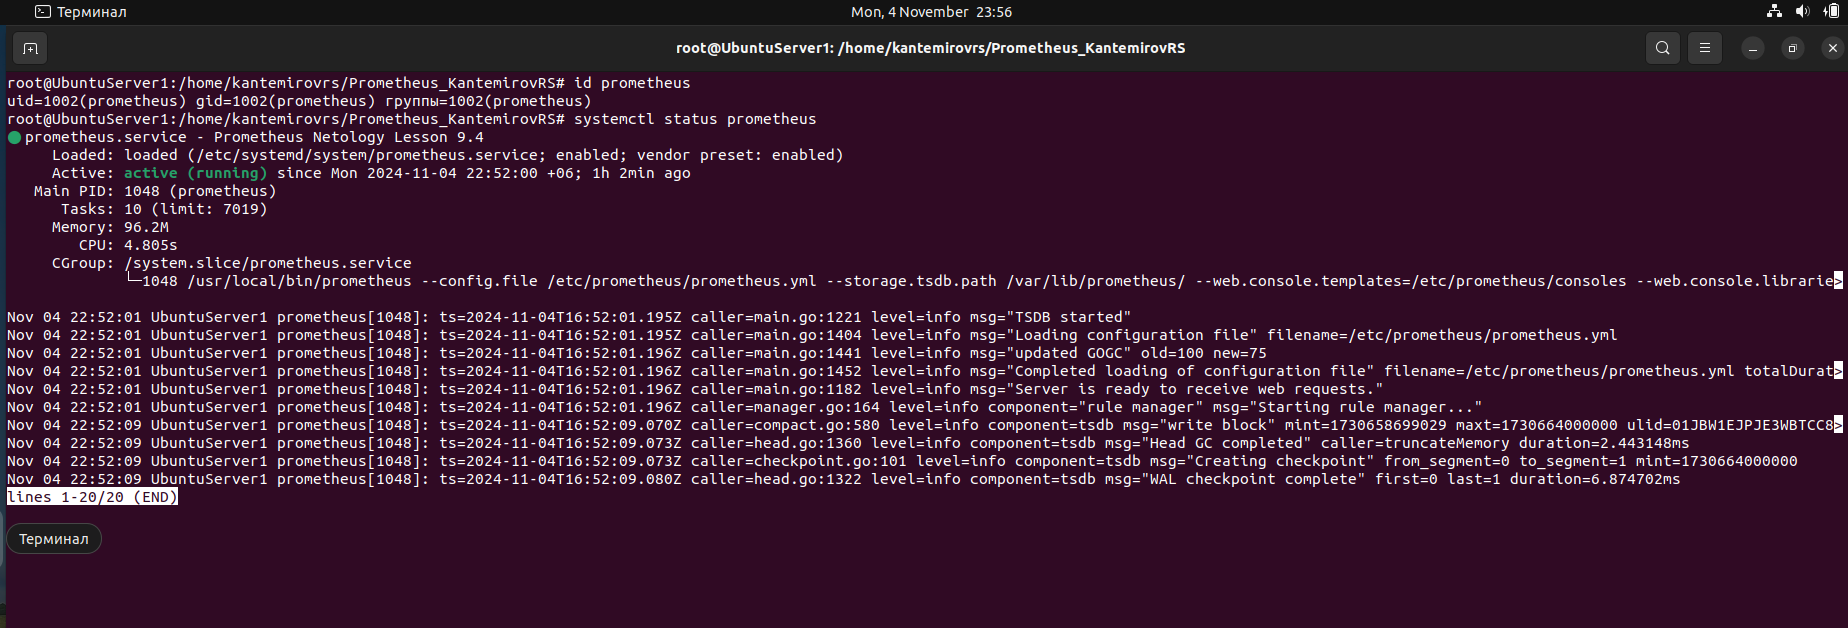 Терминал
Mon, 4 November 23:56
root@UbuntuServer1: /home/kantemirovrs/Prometheus_KantemirovRS
root@UbuntuServer1:/home/kantemirovrs/Prometheus_KantemirovRS# id prometheus
uid=1002(prometheus) gid=1002(prometheus) группы=1002(prometheus)
root@UbuntuServer1:/home/kantemirovrs/Prometheus_KantemirovRS# systemctl status prometheus
prometheus.service - Prometheus Netology Lesson 9.4
Loaded: loaded (/etc/systemd/system/prometheus.service; enabled; vendor preset: enabled)
Active: active (running) since Mon 2024-11-04 22:52:00 +06; 1h 2min ago
Main PID: 1048 (prometheus)
Tasks: 10 (limit: 7019)
Memory: 96.2M
CPU: 4.805s
CGroup: /system.slice/prometheus.service
└─1048 /usr/local/bin/prometheus --config.file /etc/prometheus/prometheus.yml --storage.tsdb.path /var/lib/prometheus/ --web.console.templates=/etc/prometheus/consoles --web.console.librarie>
Nov 04 22:52:01 UbuntuServer1 prometheus[1048]: ts=2024-11-04T16:52:01.195Z caller=main.go:1221 level=info msg="TSDB started"
Nov 04 22:52:01 UbuntuServer1 prometheus[1048]: ts=2024-11-04T16:52:01.195Z caller=main.go:1404 level=info msg="Loading configuration file" filename=/etc/prometheus/prometheus.yml
Nov 04 22:52:01 UbuntuServer1 prometheus[1048]: ts=2024-11-04T16:52:01.196Z caller=main.go:1441 level=info msg="updated GOGC" old=100 new=75
Nov 04 22:52:01 UbuntuServer1 prometheus[1048]: ts=2024-11-04T16:52:01.196Z caller=main.go:1452 level=info msg="Completed loading of configuration file" filename=/etc/prometheus/prometheus.yml totalDurat>
Nov 04 22:52:01 UbuntuServer1 prometheus[1048]: ts=2024-11-04T16:52:01.196Z caller=main.go:1182 level=info msg="Server is ready to receive web requests."
Nov 04 22:52:01 UbuntuServer1 prometheus[1048]: ts=2024-11-04T16:52:01.196Z caller=manager.go:164 level=info component="rule manager" msg="Starting rule manager..."
Nov 04 22:52:09 UbuntuServer1 prometheus[1048]: ts=2024-11-04T16:52:09.070Z caller=compact.go:580 level=info component=tsdb msg="write block" mint=1730658699029 maxt=1730664000000 ulid=01JBW1EJPJE3WBTCC8>
Nov 04 22:52:09 UbuntuServer1 prometheus[1048]: ts=2024-11-04T16:52:09.073Z caller=head.go:1360 level=info component=tsdb msg="Head GC completed" caller=truncateMemory duration=2.443148ms
Nov 04 22:52:09 UbuntuServer1 prometheus[1048]: ts=2024-11-04T16:52:09.073Z caller=checkpoint.go:101 level=info component=tsdb msg="Creating checkpoint" from_segment=0 to_segment=1 mint=1730664000000
Nov 04 22:52:09 UbuntuServer1 prometheus[1048]: ts=2024-11-04T16:52:09.080Z caller=head.go:1322 level=info component=tsdb msg="WAL checkpoint complete" first=0 last=1 duration=6.874702ms
lines 1-20/20 (END)
Терминал